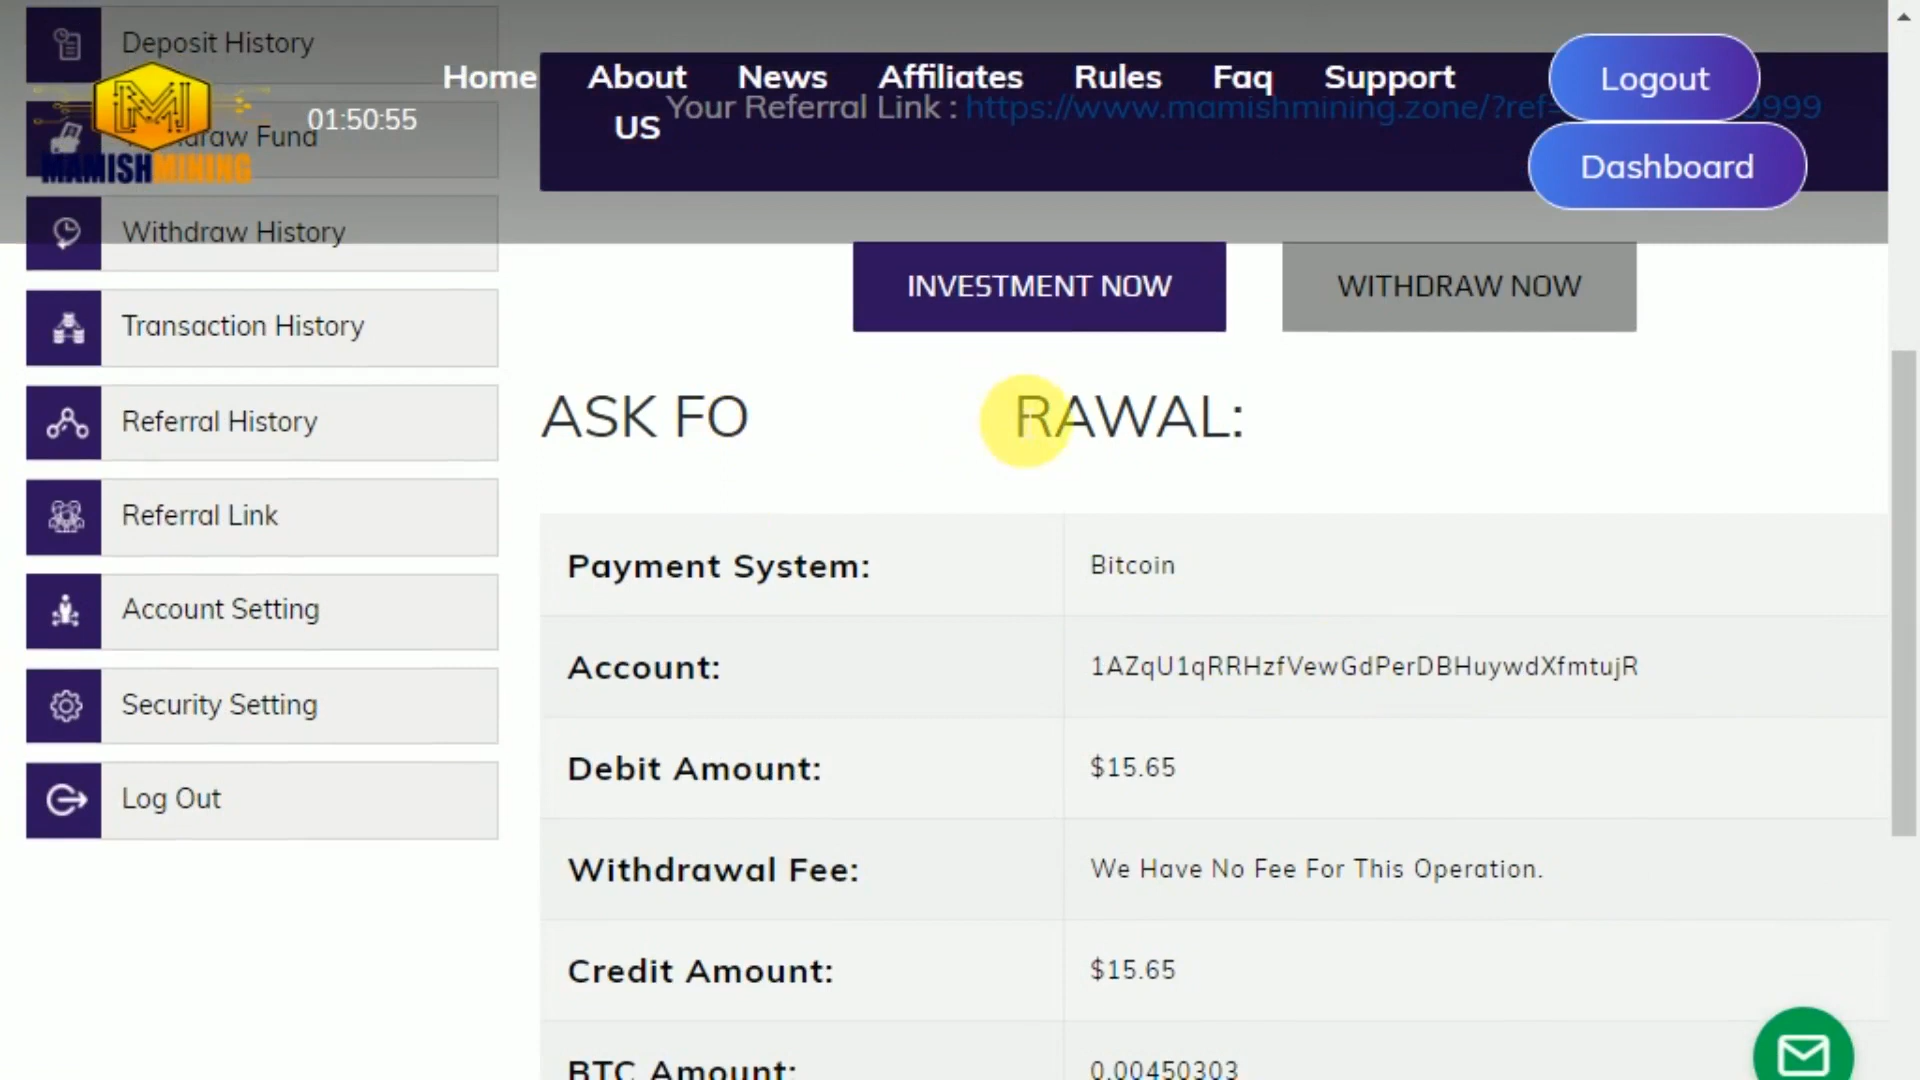 Deposit History
Home
About US
News
Affiliates
Rules
Faq
Support
Logout
01:50:55
Your Referral Link : https://www.mamishmining.zone/?ref= 9999
draw Fund
MAMISHMINING
Dashboard
Withdraw History
INVESTMENT NOW
WITHDRAW NOW
Transaction History
ASK FO RAWAL:
Referral History
Referral Link
Payment System: Bitcoin
Account Setting
Account: 1AZqU1qRRHzfVewGdPerDBHuywdXfmtujR
Security Setting
Debit Amount: $15.65
Log Out
Withdrawal Fee: We Have No Fee For This Operation.
Credit Amount: $15.65
BTC Amount: 0.00450303